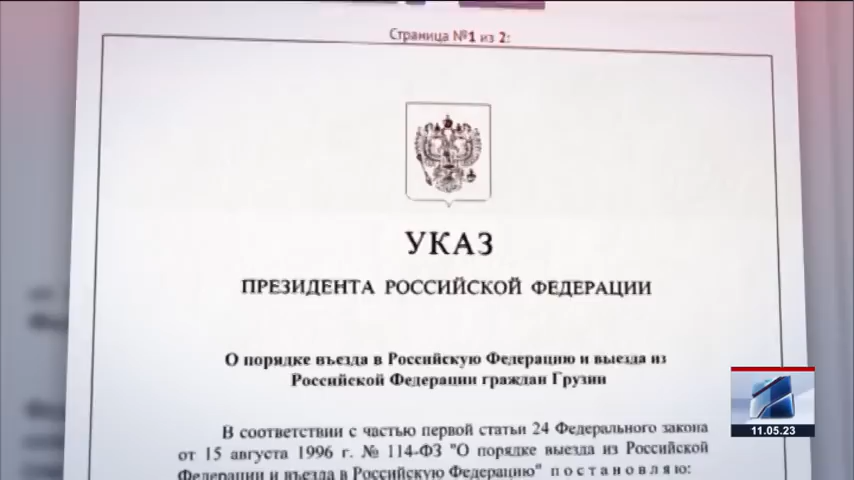 Страница №1 из 2:
УКАЗ
ПРЕЗИДЕНТА РОССИЙСКОЙ ФЕДЕРАЦИИ
О порядке въезда в Российскую Федерацию и выезда из
Российской Федерации граждан Грузии
В соответствии с частью первой статьи 24 Федерального закона
от 15 августа 1996 г. № 114-ФЗ "О порядке выезда из Российской
Федерации и въезда в Российскую Федерацию" постановляю:
11.05.23